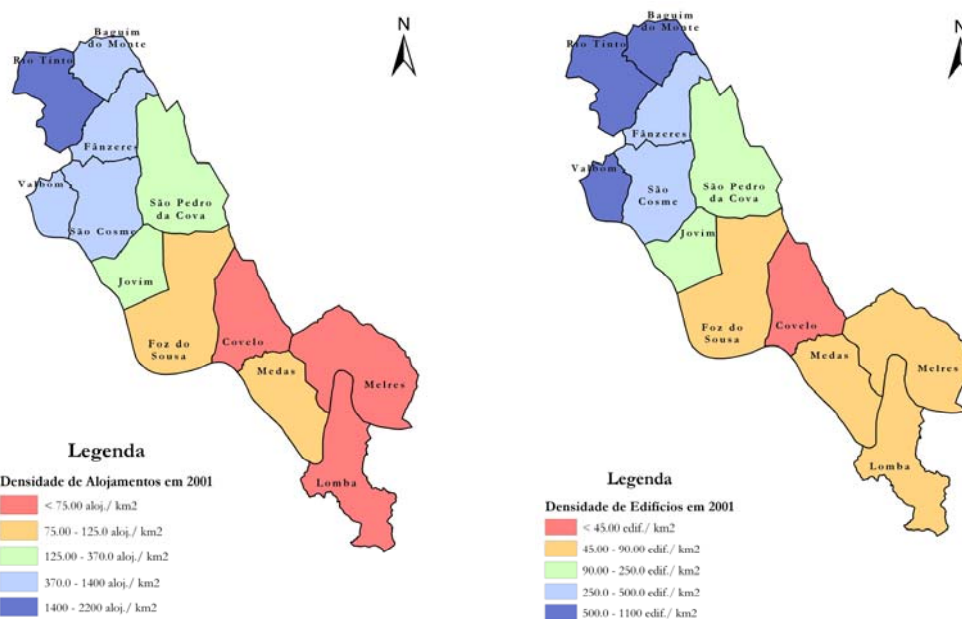 N
Baguim
do Monte
Rio Tinto
Fânzeres
Valbom
São Pedro
da Cova
São Cosme
Jovim
Foz do
Sousa
Covelo
Medas
Melres
Lomba
Legenda
Densidade de Alojamentos em 2001
< 75.00 aloj./ km2
75.00 - 125.0 aloj./ km2
125.00 - 370.0 aloj./ km2
370.0 - 1400 aloj./ km2
1400 - 2200 aloj./ km2
N
Baguim
do Monte
Rio Tinto
Fânzeres
Valbom
São
Cosme
São Pedro
da Cova
Jovim
Foz do
Sousa
Covelo
Medas
Melres
Lomba
Legenda
Densidade de Edifícios em 2001
< 45.00 edif./ km2
45.00 - 90.00 edif./ km2
90.00 - 250.0 edif./ km2
250.0 - 500.0 edif./ km2
500.0 - 1100 edif./ km2